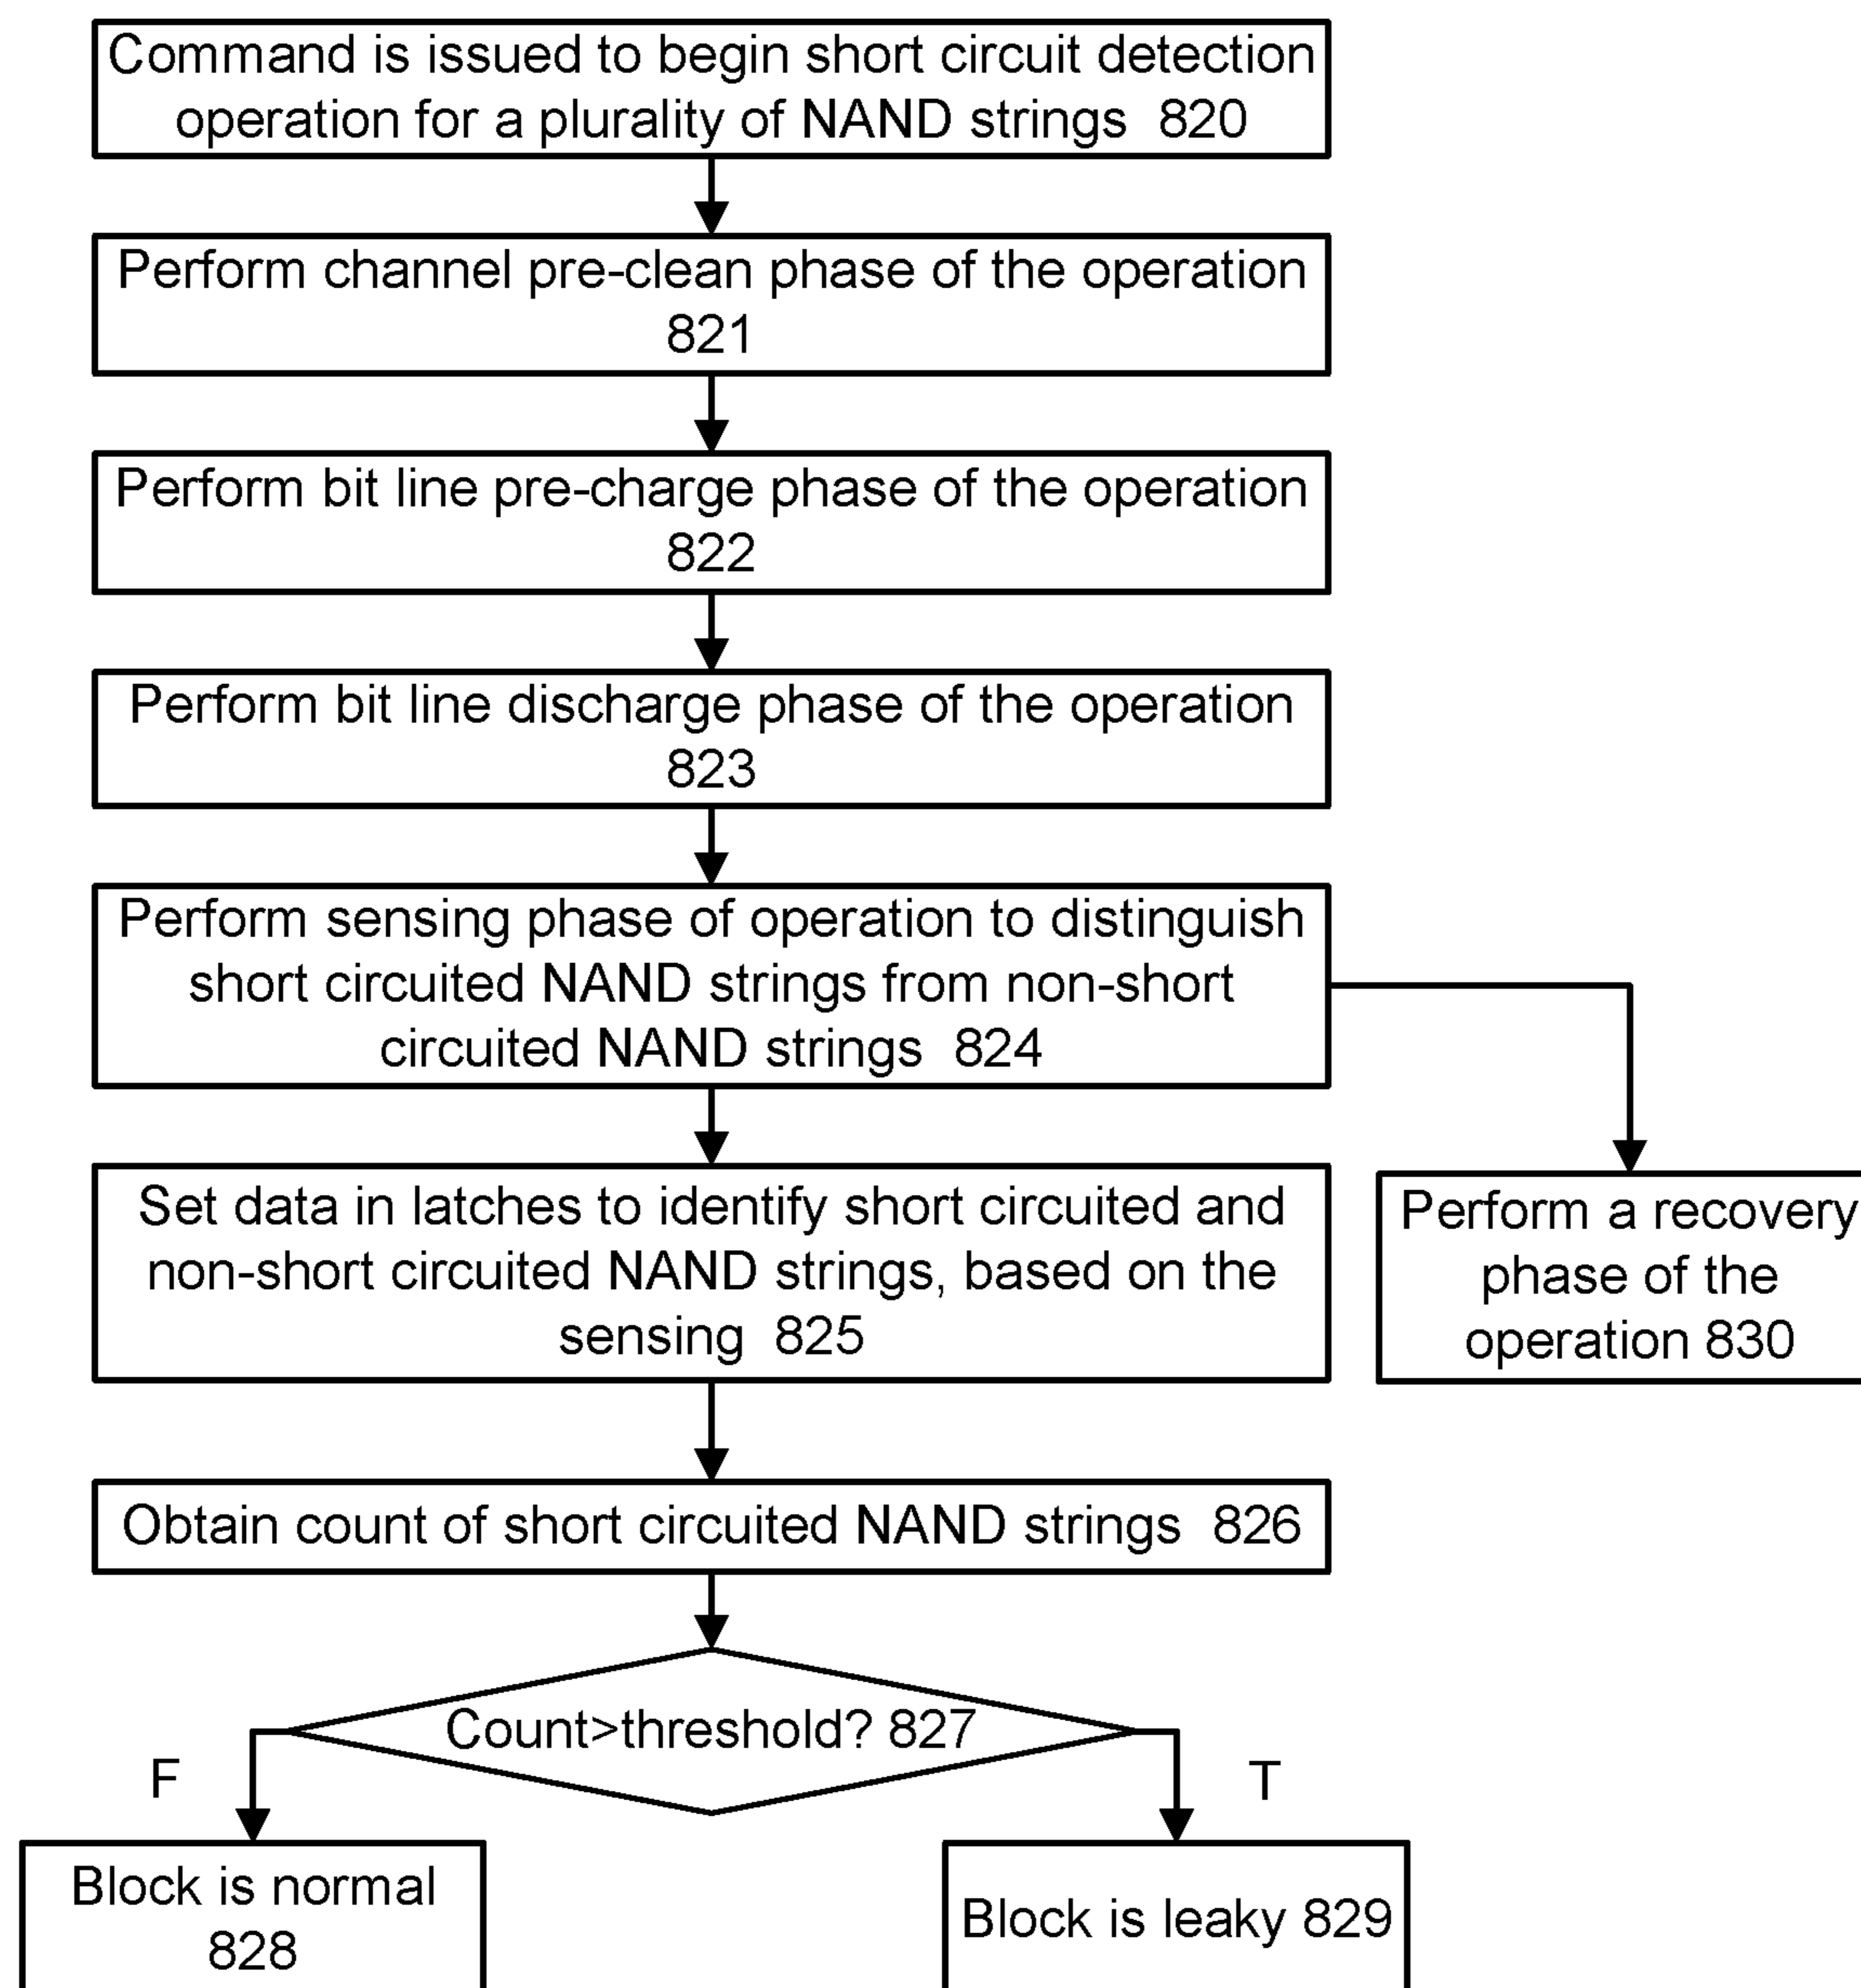 Command is issued to begin short circuit detection
operation for a plurality of NAND strings 820
Perform channel pre-clean phase of the operation
821
Perform bit line pre-charge phase of the operation
822
Perform bit line discharge phase of the operation
823
Perform sensing phase of operation to distinguish
short circuited NAND strings from non-short
circuited NAND strings 824
Set data in latches to identify short circuited and
non-short circuited NAND strings, based on the
sensing 825
Perform a recovery
phase of the
operation 830
Obtain count of short circuited NAND strings 826
Count>threshold? 827
F
T
Block is normal
828
Block is leaky 829